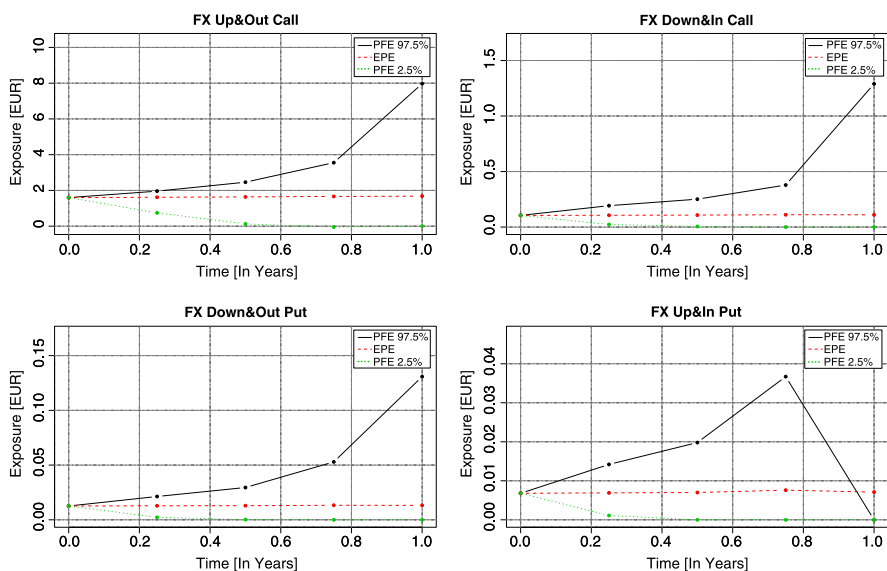 FX Up&Out Call
Exposure [EUR]
10
8
6
4
2
0
PFE 97.5%
EPE
PFE 2.5%
0.0 0.2 0.4 0.6 0.8 1.0
Time [In Years]
FX Down&In Call
Exposure [EUR]
1.5
1.0
0.5
0.0
PFE 97.5%
EPE
PFE 2.5%
0.0 0.2 0.4 0.6 0.8 1.0
Time [In Years]
FX Down&Out Put
Exposure [EUR]
0.15
0.10
0.05
0.00
PFE 97.5%
EPE
PFE 2.5%
0.0 0.2 0.4 0.6 0.8 1.0
Time [In Years]
FX Up&In Put
Exposure [EUR]
0.04
0.03
0.02
0.01
0.00
PFE 97.5%
EPE
PFE 2.5%
0.0 0.2 0.4 0.6 0.8 1.0
Time [In Years]